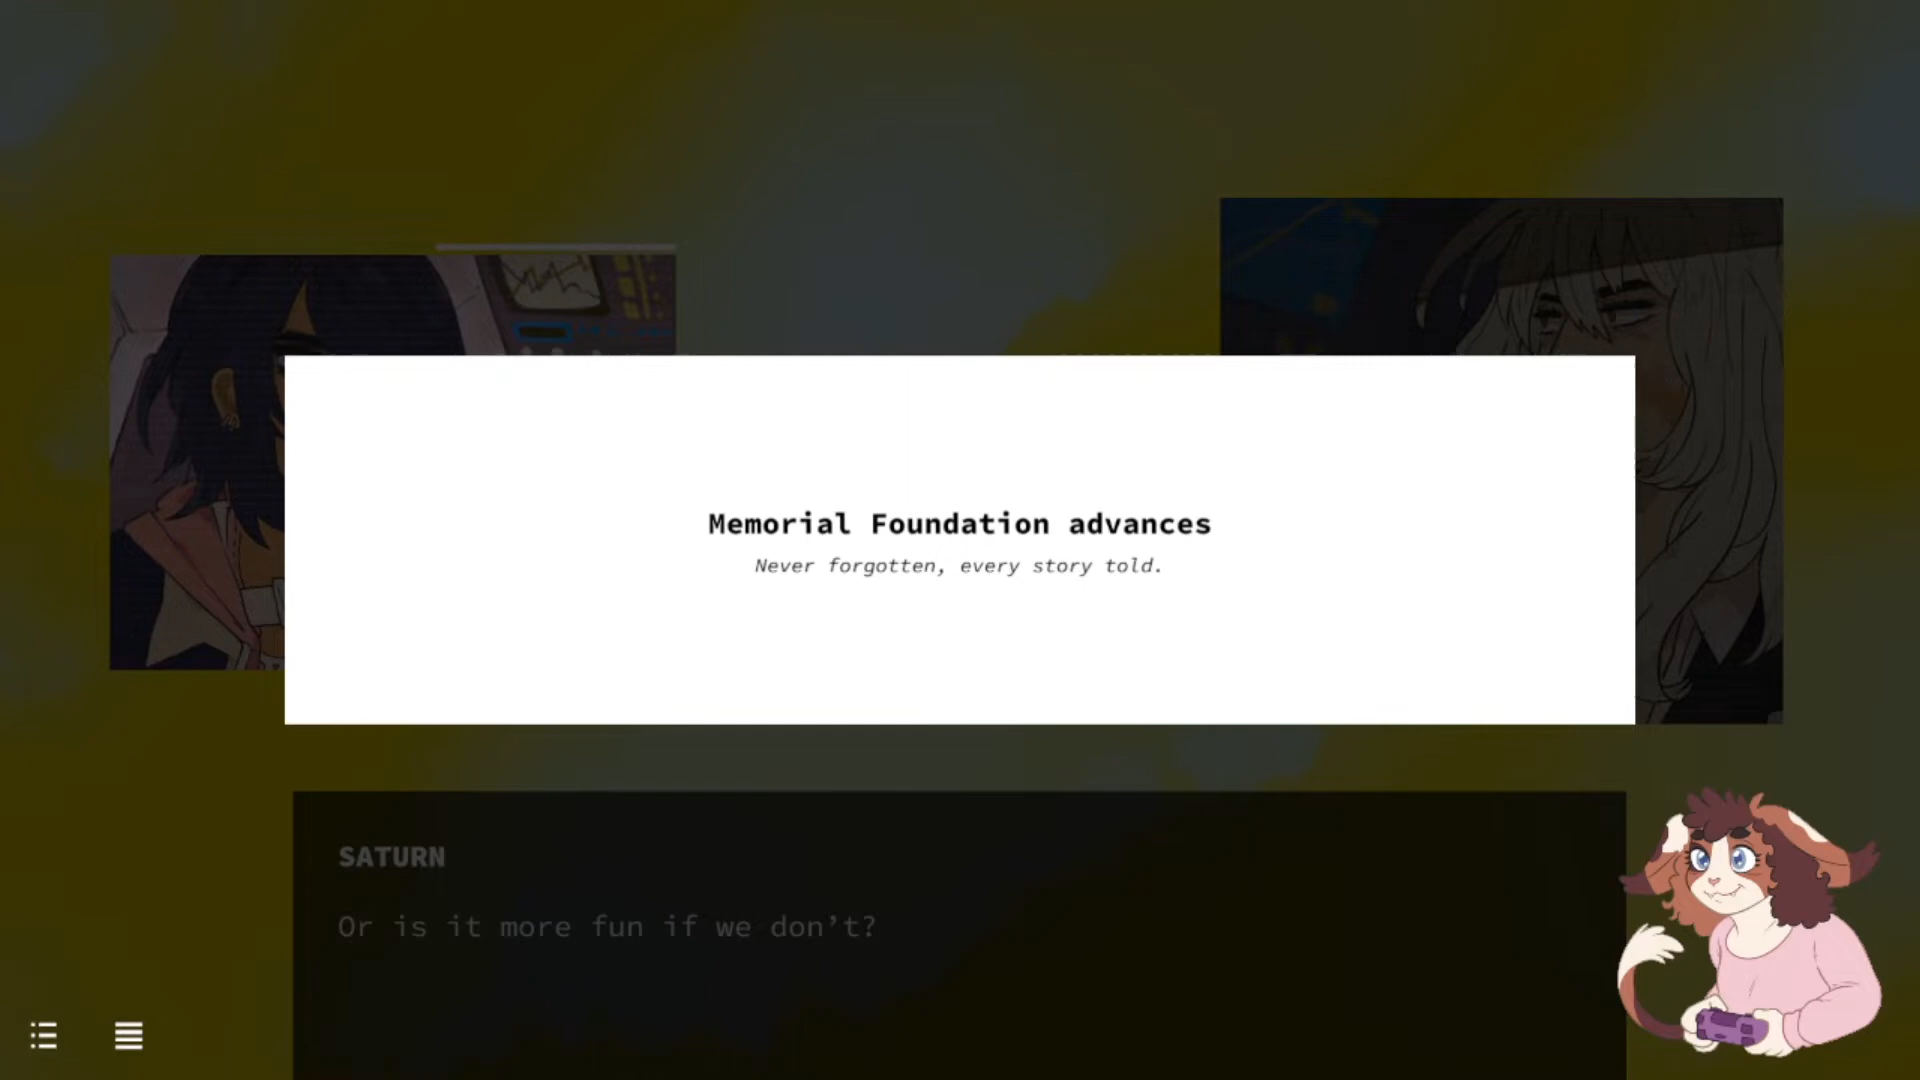 Memorial Foundation advances
Never forgotten, every story told.
SATURN
Or is it more fun if we don’t?